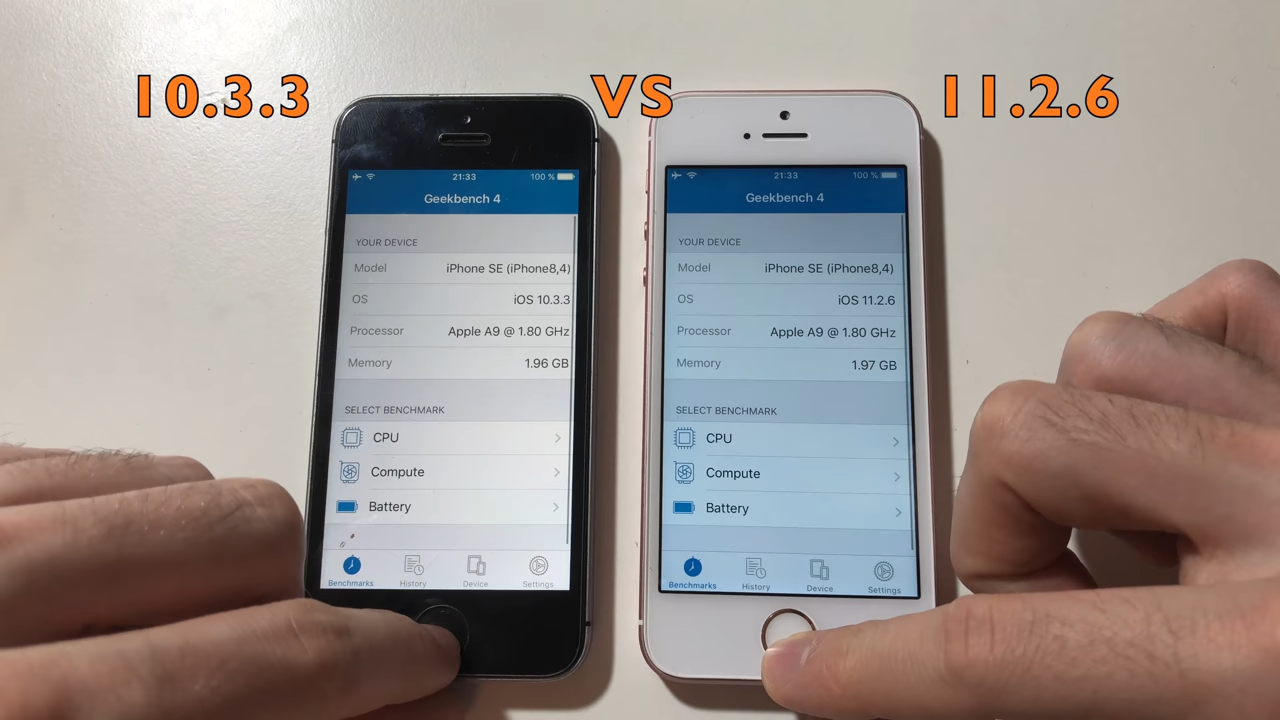 10.3.3 VS 11.2.6
21:33 100 %
Geekbench 4
YOUR DEVICE
Model iPhone SE (iPhone8,4)
OS iOS 10.3.3
Processor Apple A9 @ 1.80 GHz
Memory 1.96 GB
SELECT BENCHMARK
CPU
Compute
Battery
Benchmarks History Device Settings
21:33 100 %
Geekbench 4
YOUR DEVICE
Model iPhone SE (iPhone8,4)
OS iOS 11.2.6
Processor Apple A9 @ 1.80 GHz
Memory 1.97 GB
SELECT BENCHMARK
CPU
Compute
Battery
Benchmarks History Device Settings